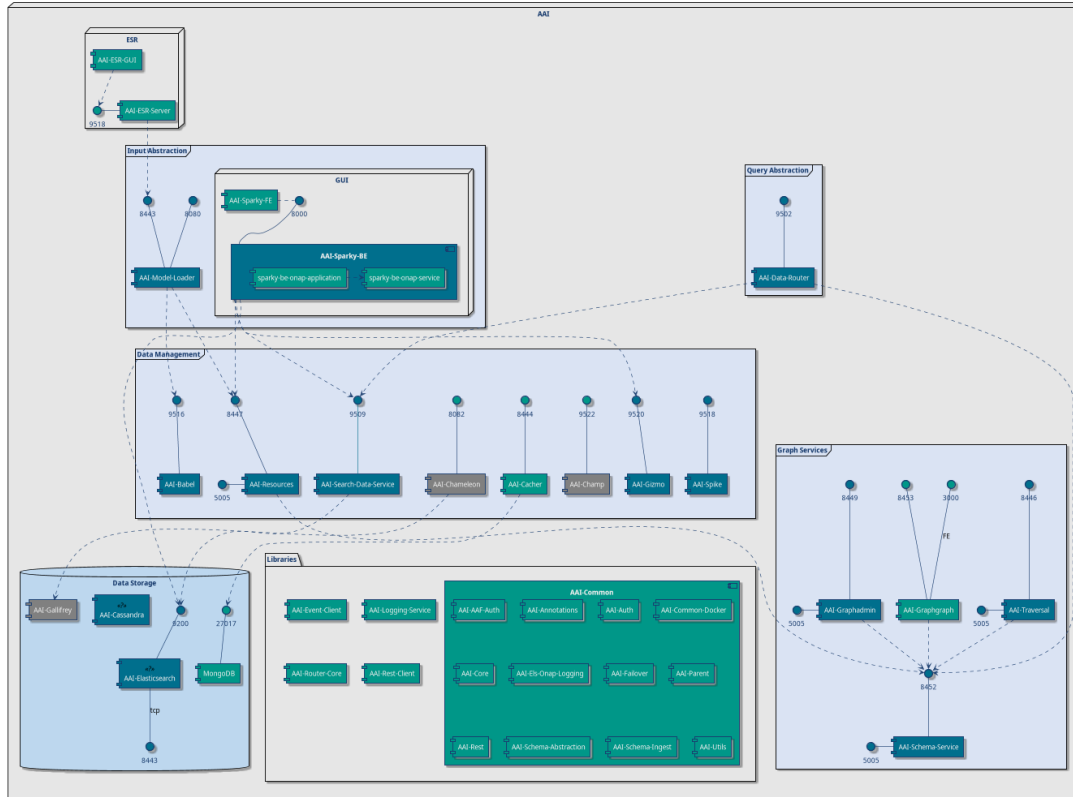 AAI
ESR
AAI-ESR-GUI
AAI-ESR-Server
9518
Input Abstraction
GUI
AAI-Sparky-FE
8443
8080
8000
AAI-Sparky-BE
AAI-Model-Loader
sparky-be-onap-application
sparky-be-onap-service
Query Abstraction
9502
AAI-Data-Router
Data Management
9516
8447
9509
8082
8444
9522
9520
9518
AAI-Babel
5005
AAI-Resources
AAI-Search-Data-Service
AAI-Chameleon
AAI-Cacher
AAI-Champ
AAI-Gizmo
AAI-Spike
Graph Services
8449
8453
3000
8446
FE
5005
AAI-Graphadmin
AAI-Graphgraph
5005
AAI-Traversal
8452
5005
AAI-Schema-Service
Data Storage
AAI-Gallifrey
AAI-Cassandra
9200
27017
AAI-Elasticsearch
MongoDB
tcp
8443
Libraries
AAI-Common
AAI-Event-Client
AAI-Logging-Service
AAI-AAF-Auth
AAI-Annotations
AAI-Auth
AAI-Common-Docker
AAI-Router-Core
AAI-Rest-Client
AAI-Core
AAI-Els-Onap-Logging
AAI-Failover
AAI-Parent
AAI-Rest
AAI-Schema-Abstraction
AAI-Schema-Ingest
AAI-Utils